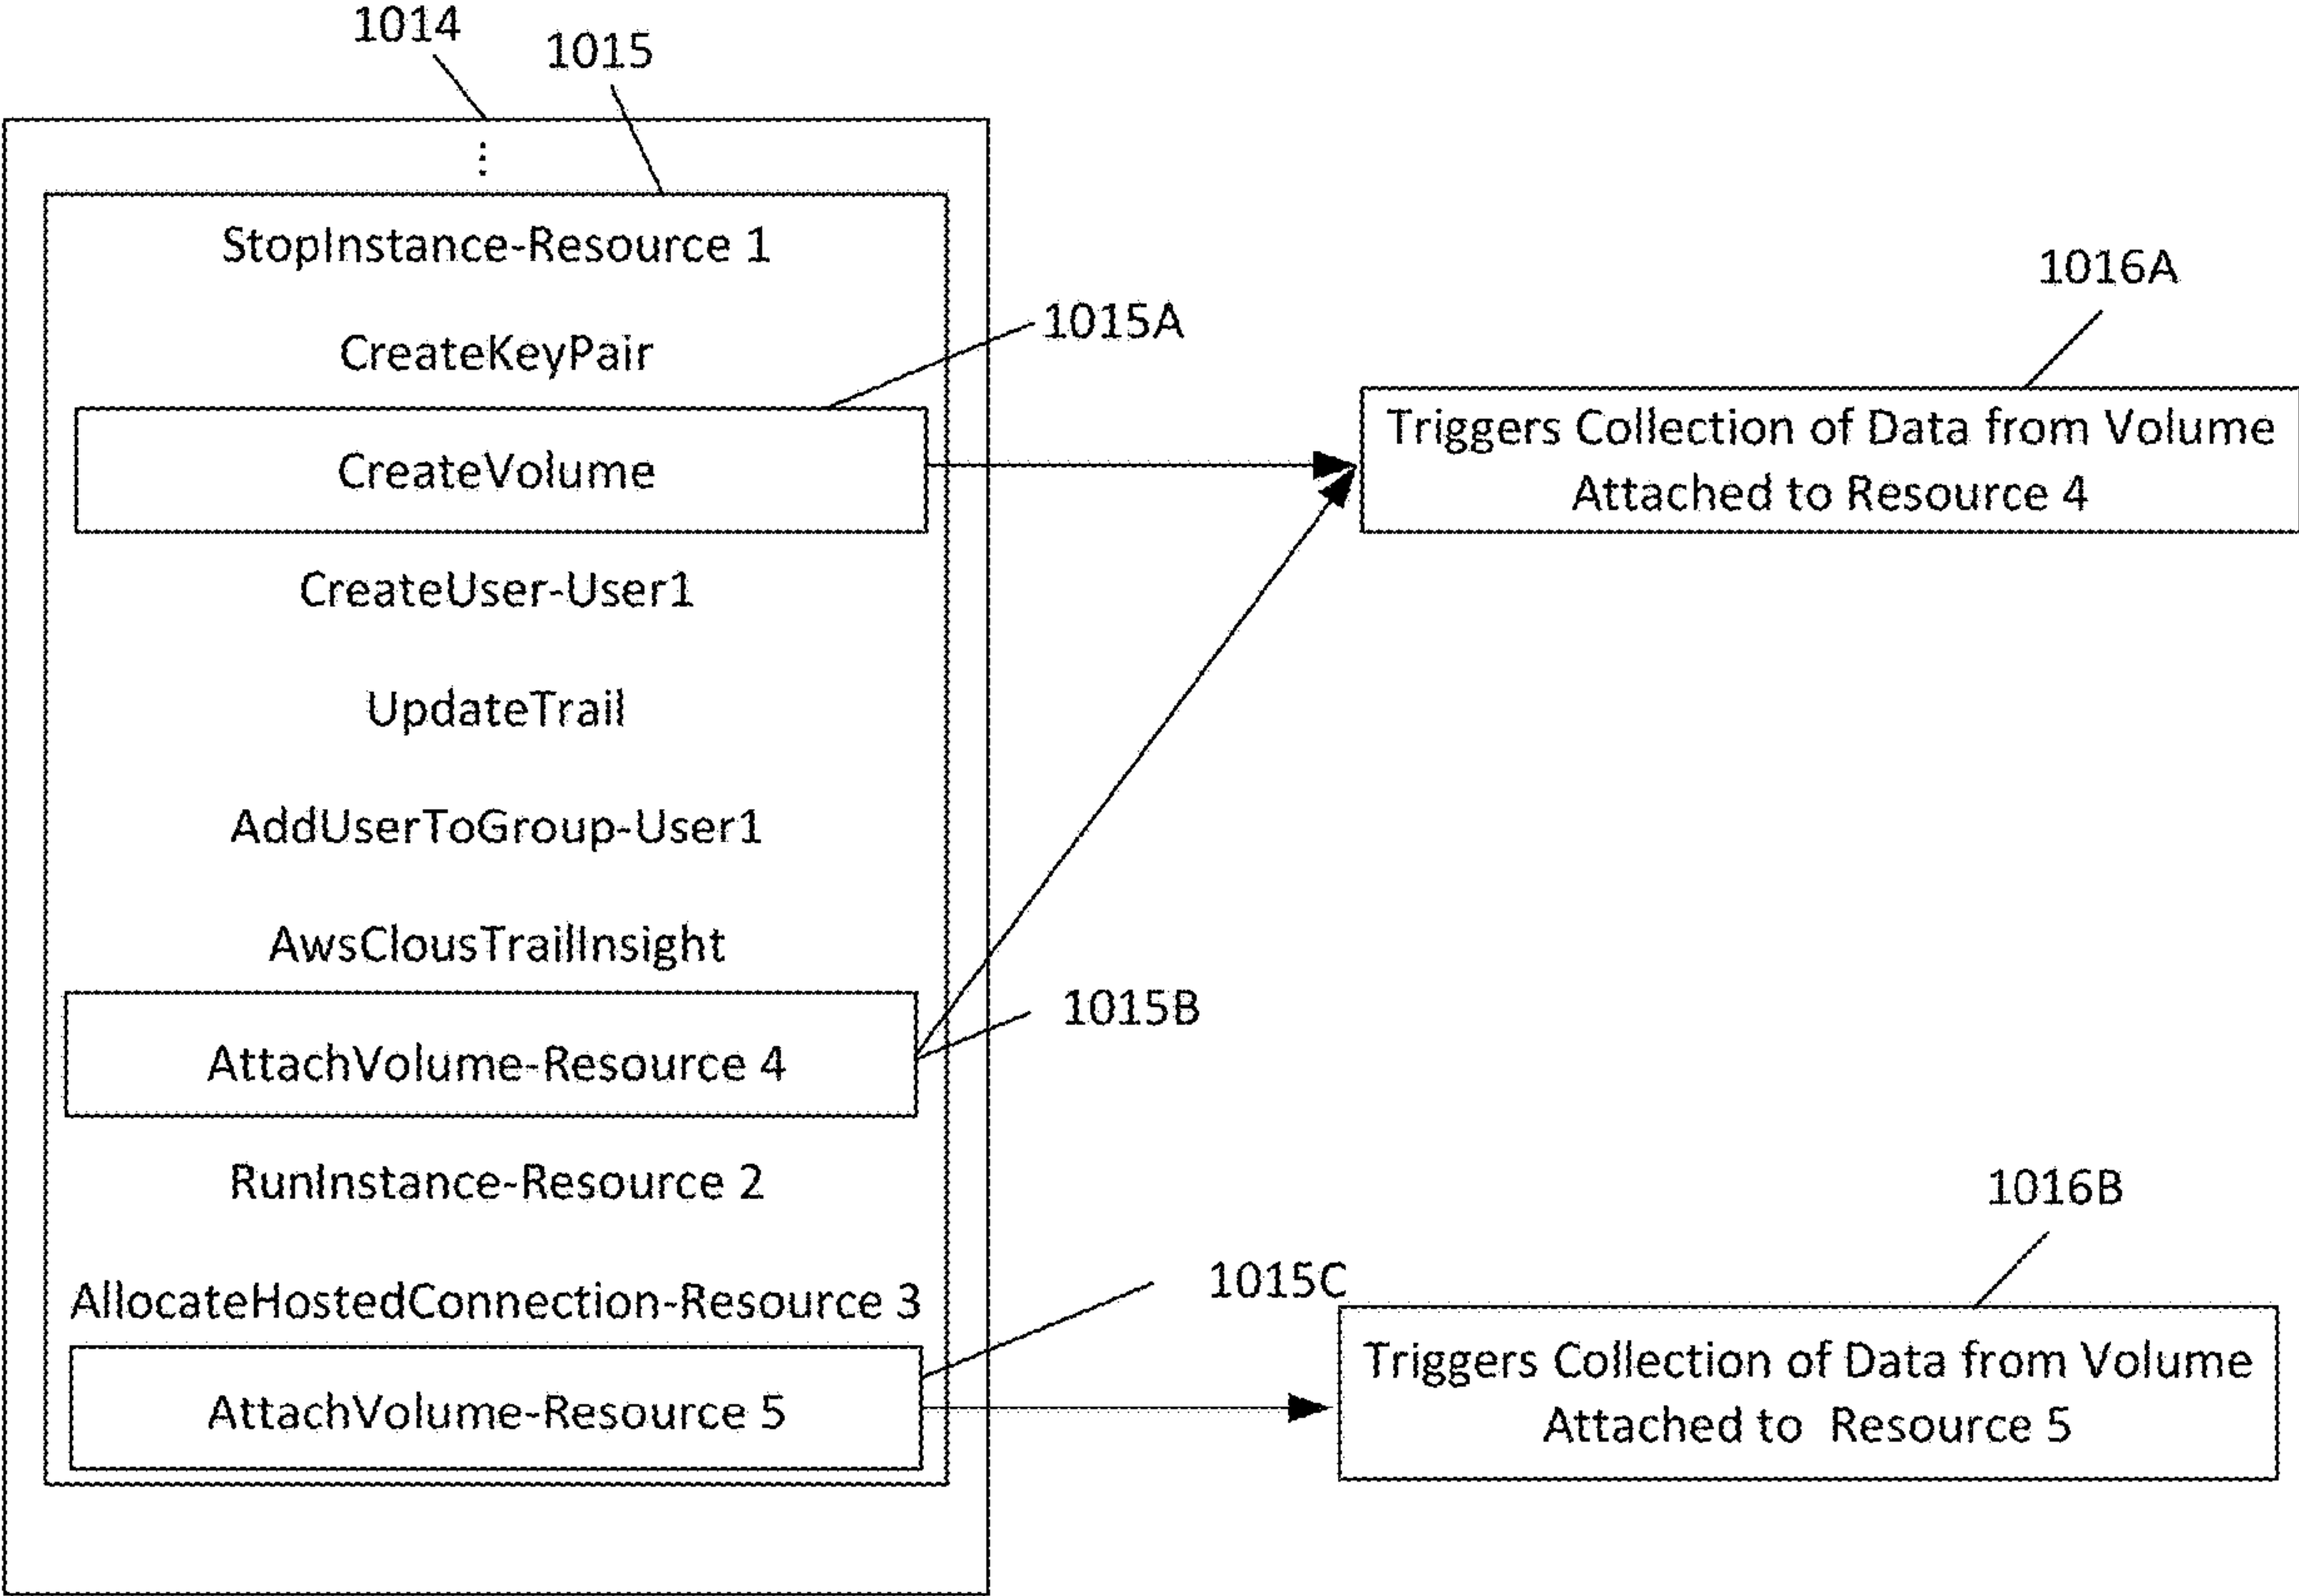 1014
1015
⋮
StopInstance-Resource 1
CreateKeyPair
1015A
CreateVolume
CreateUser-User1
UpdateTrail
AddUserToGroup-User1
AwsClousTrailInsight
1015B
AttachVolume-Resource 4
RunInstance-Resource 2
AllocateHostedConnection-Resource 3
1015C
AttachVolume-Resource 5
1016A
Triggers Collection of Data from Volume
Attached to Resource 4
1016B
Triggers Collection of Data from Volume
Attached to Resource 5